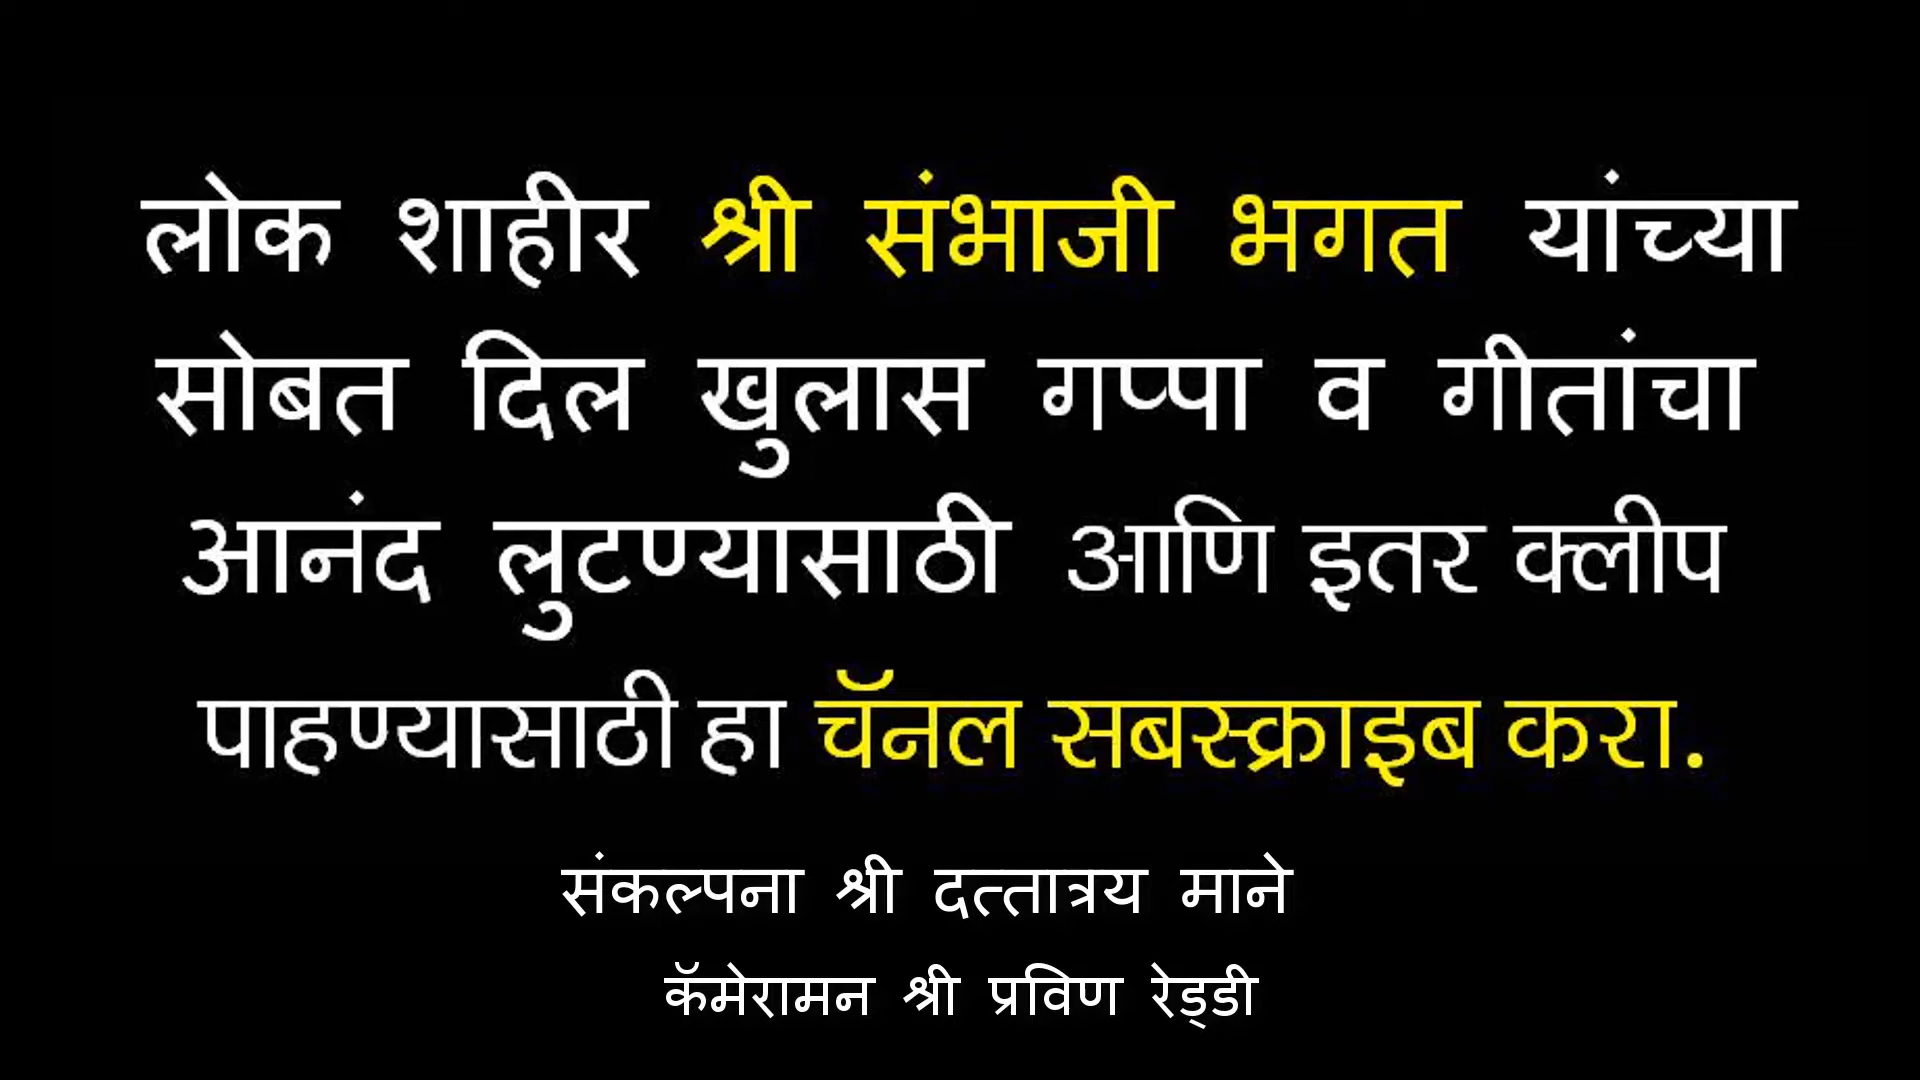 लोक शाहीर श्री संभाजी भगत यांच्या
सोबत दिल खुलास गप्पा व गीतांचा
आनंद लुटण्यासाठी आणि इतर क्लीप
पाहण्यासाठी हा चॅनल सबस्क्राइब करा.
संकल्पना श्री दत्तात्रय माने
कॅमेरामन श्री प्रविण रेड्डी